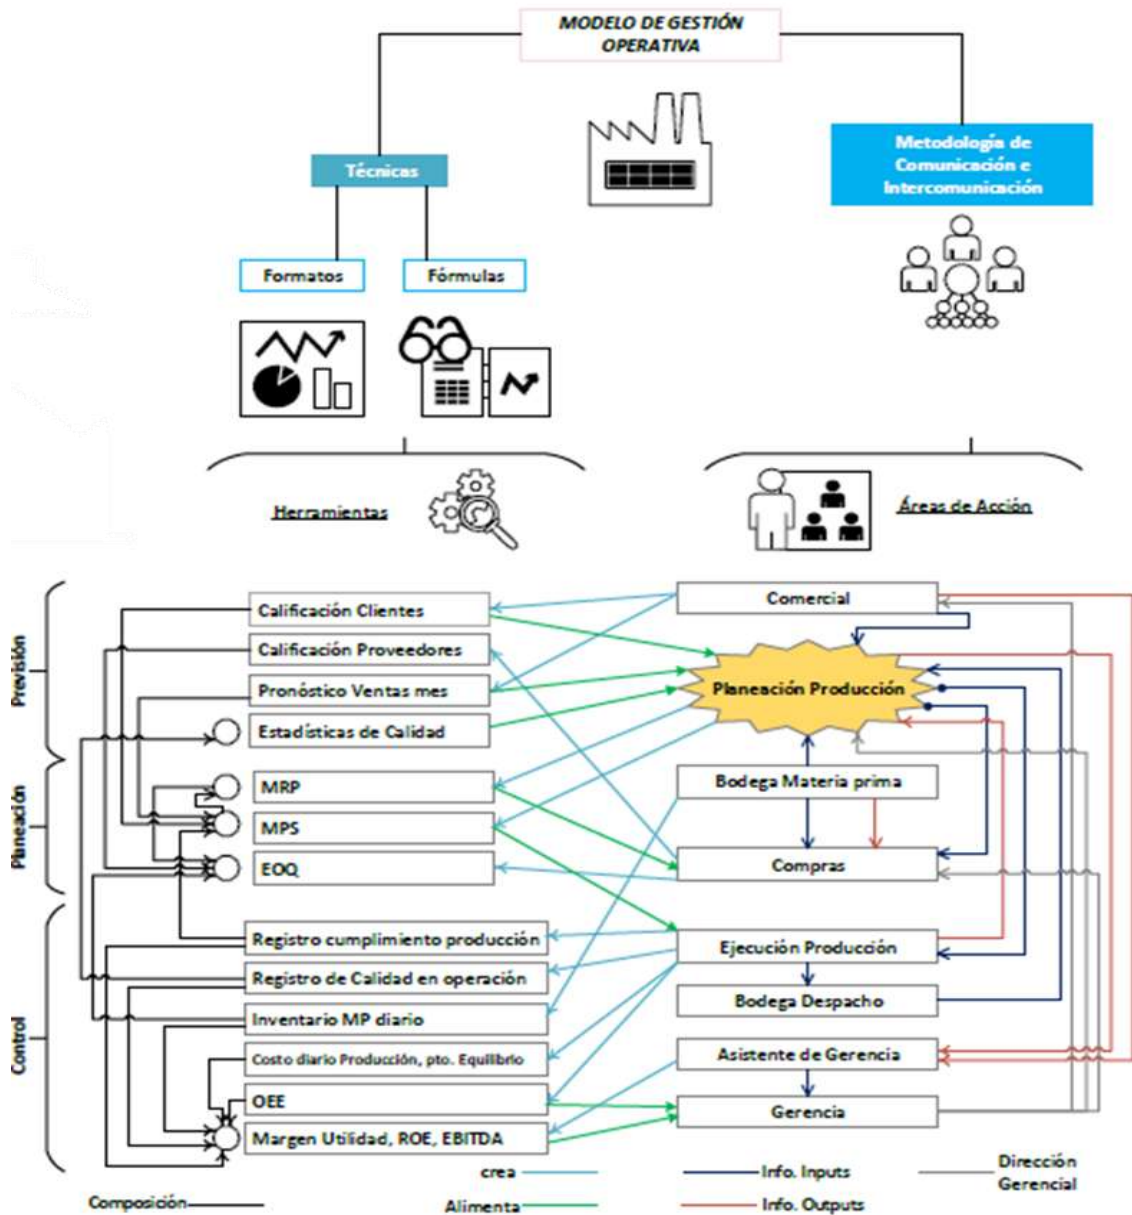 MODELO DE GESTIÓN
OPERATIVA
Metodología de
Comunicación e
Intercomunicación
Técnicas
Formatos
Fórmulas
Herramientas
Áreas de Acción
Previsión
Calificación Clientes
Calificación Proveedores
Pronóstico Ventas mes
Estadísticas de Calidad
Planeación
MRP
MPS
EOQ
Control
Registro cumplimiento producción
Registro de Calidad en operación
Inventario MP diario
Costo diario Producción, pto. Equilibrio
OEE
Margen Utilidad, ROE, EBITDA
Comercial
Planeación Producción
Bodega Materia prima
Compras
Ejecución Producción
Bodega Despacho
Asistente de Gerencia
Gerencia
crea
Info. Inputs
Dirección
Gerencial
Composición
Alimenta
Info. Outputs